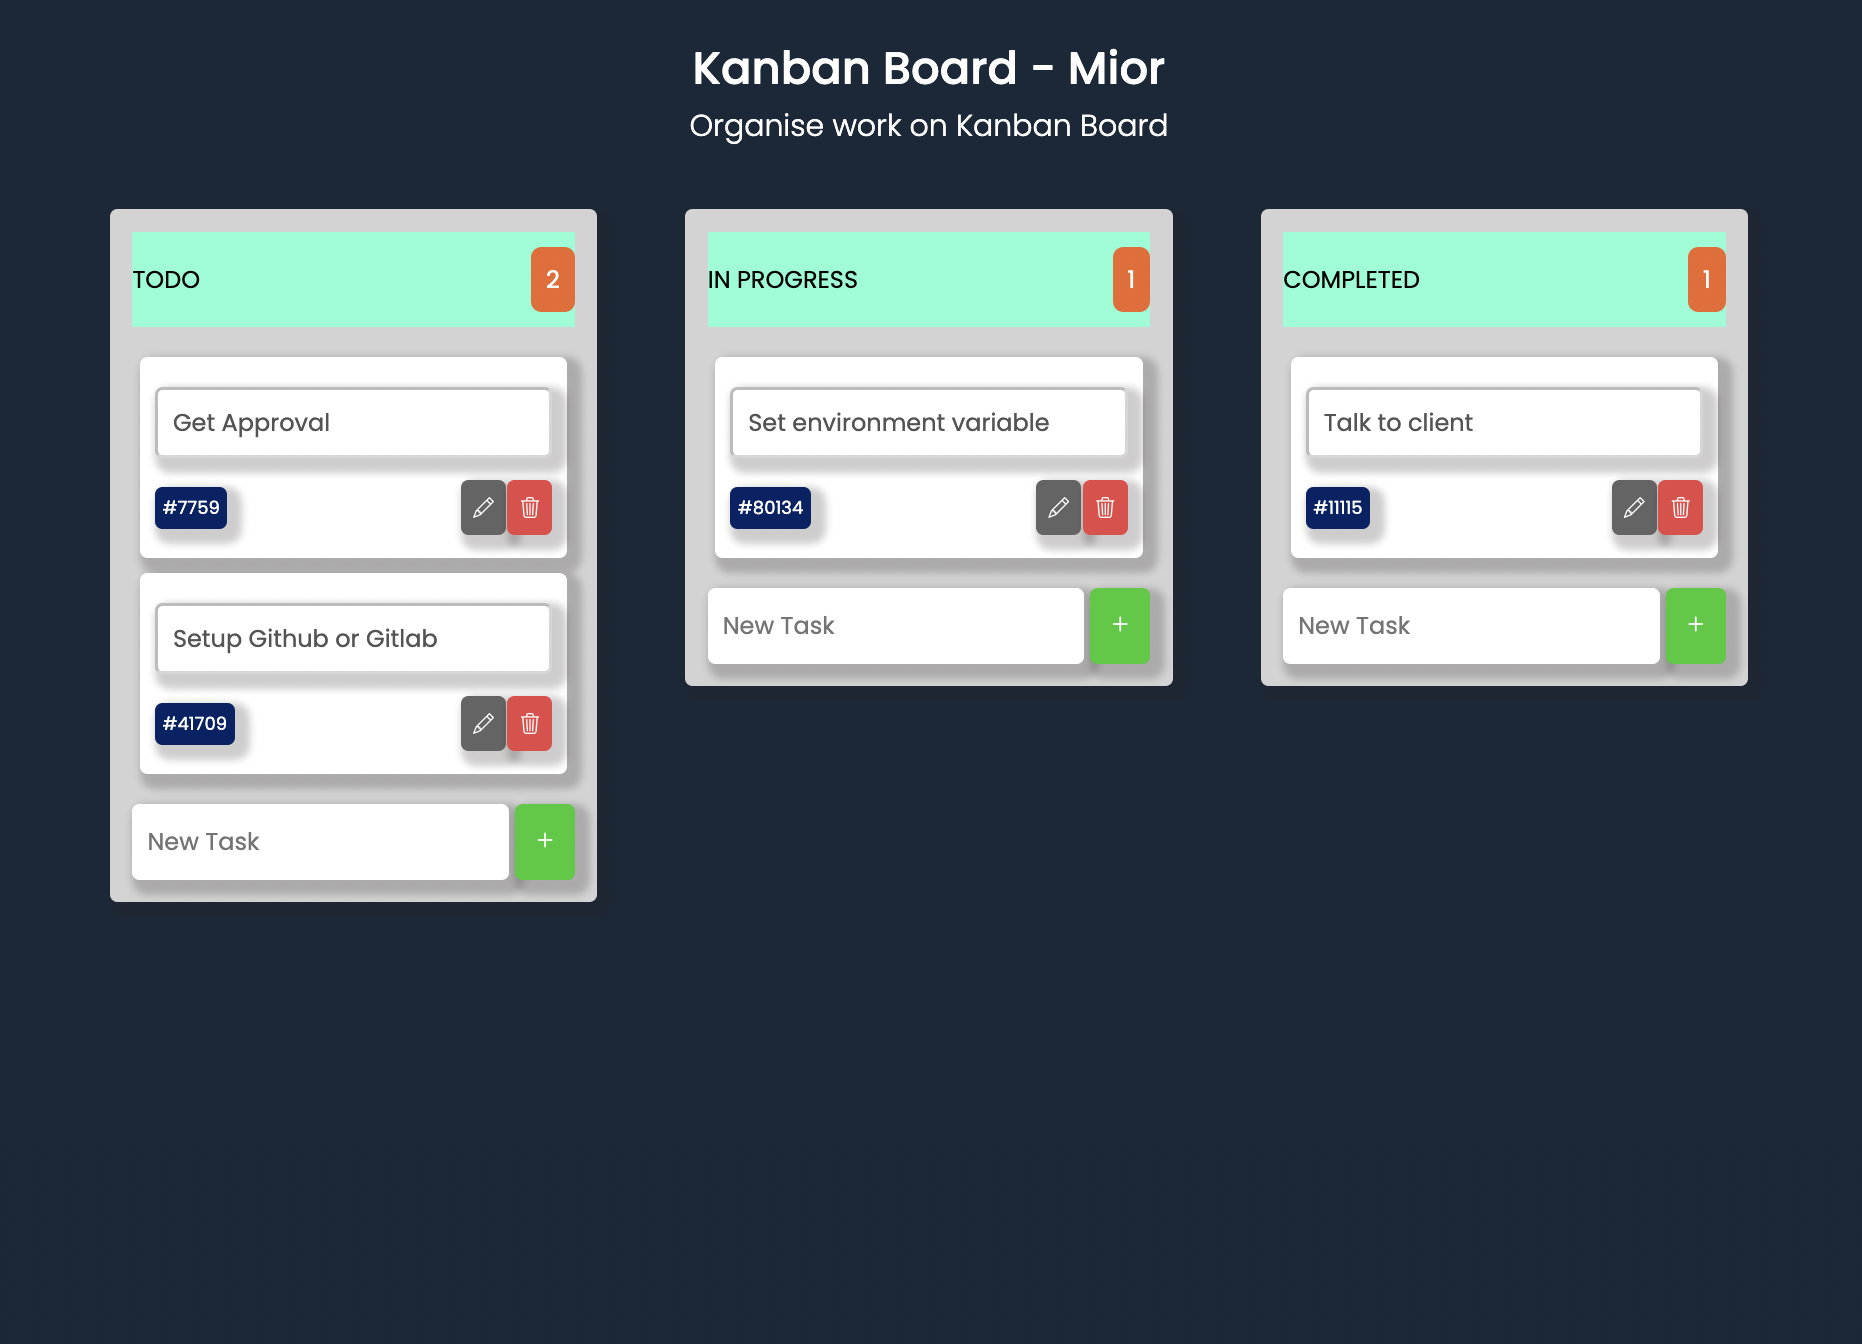 Kanban Board - Mior
Organise work on Kanban Board
TODO
2
Get Approval
#7759
Setup Github or Gitlab
#41709
New Task
+
IN PROGRESS
1
Set environment variable
#80134
New Task
+
COMPLETED
1
Talk to client
#11115
New Task
+